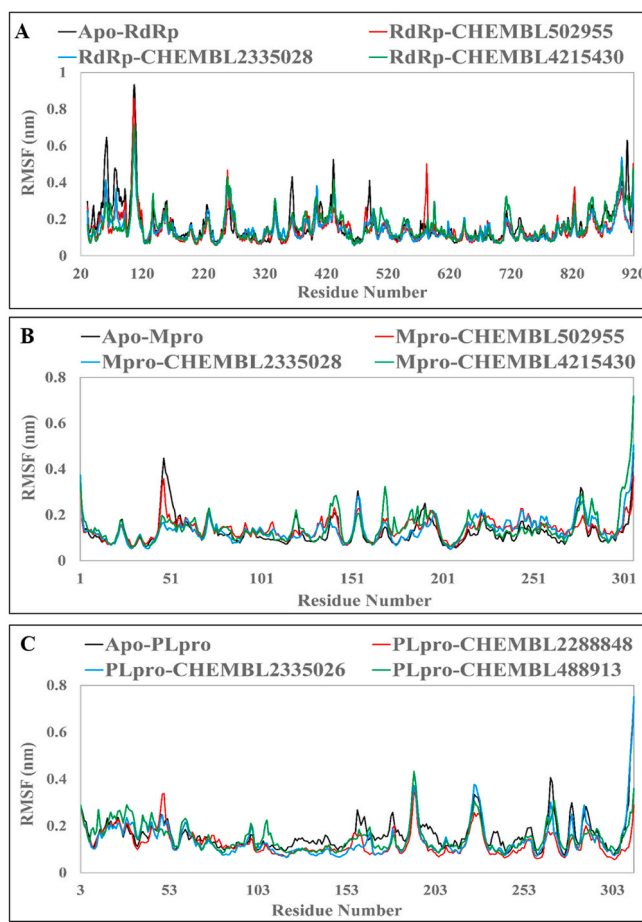 A
Apo-RdRp RdRp-CHEMBL502955
RdRp-CHEMBL2335028 RdRp-CHEMBL4215430
1
0.8
0.6
0.4
0.2
0
RMSF (nm)
20 120 220 320 420 520 620 720 820 920
Residue Number
B
Apo-Mpro Mpro-CHEMBL502955
Mpro-CHEMBL2335028 Mpro-CHEMBL4215430
0.8
0.6
0.4
0.2
0
RMSF (nm)
1 51 101 151 201 251 301
Residue Number
C
Apo-PLpro PLpro-CHEMBL2288848
PLpro-CHEMBL2335026 PLpro-CHEMBL488913
0.8
0.6
0.4
0.2
0
RMSF (nm)
3 53 103 153 203 253 303
Residue Number